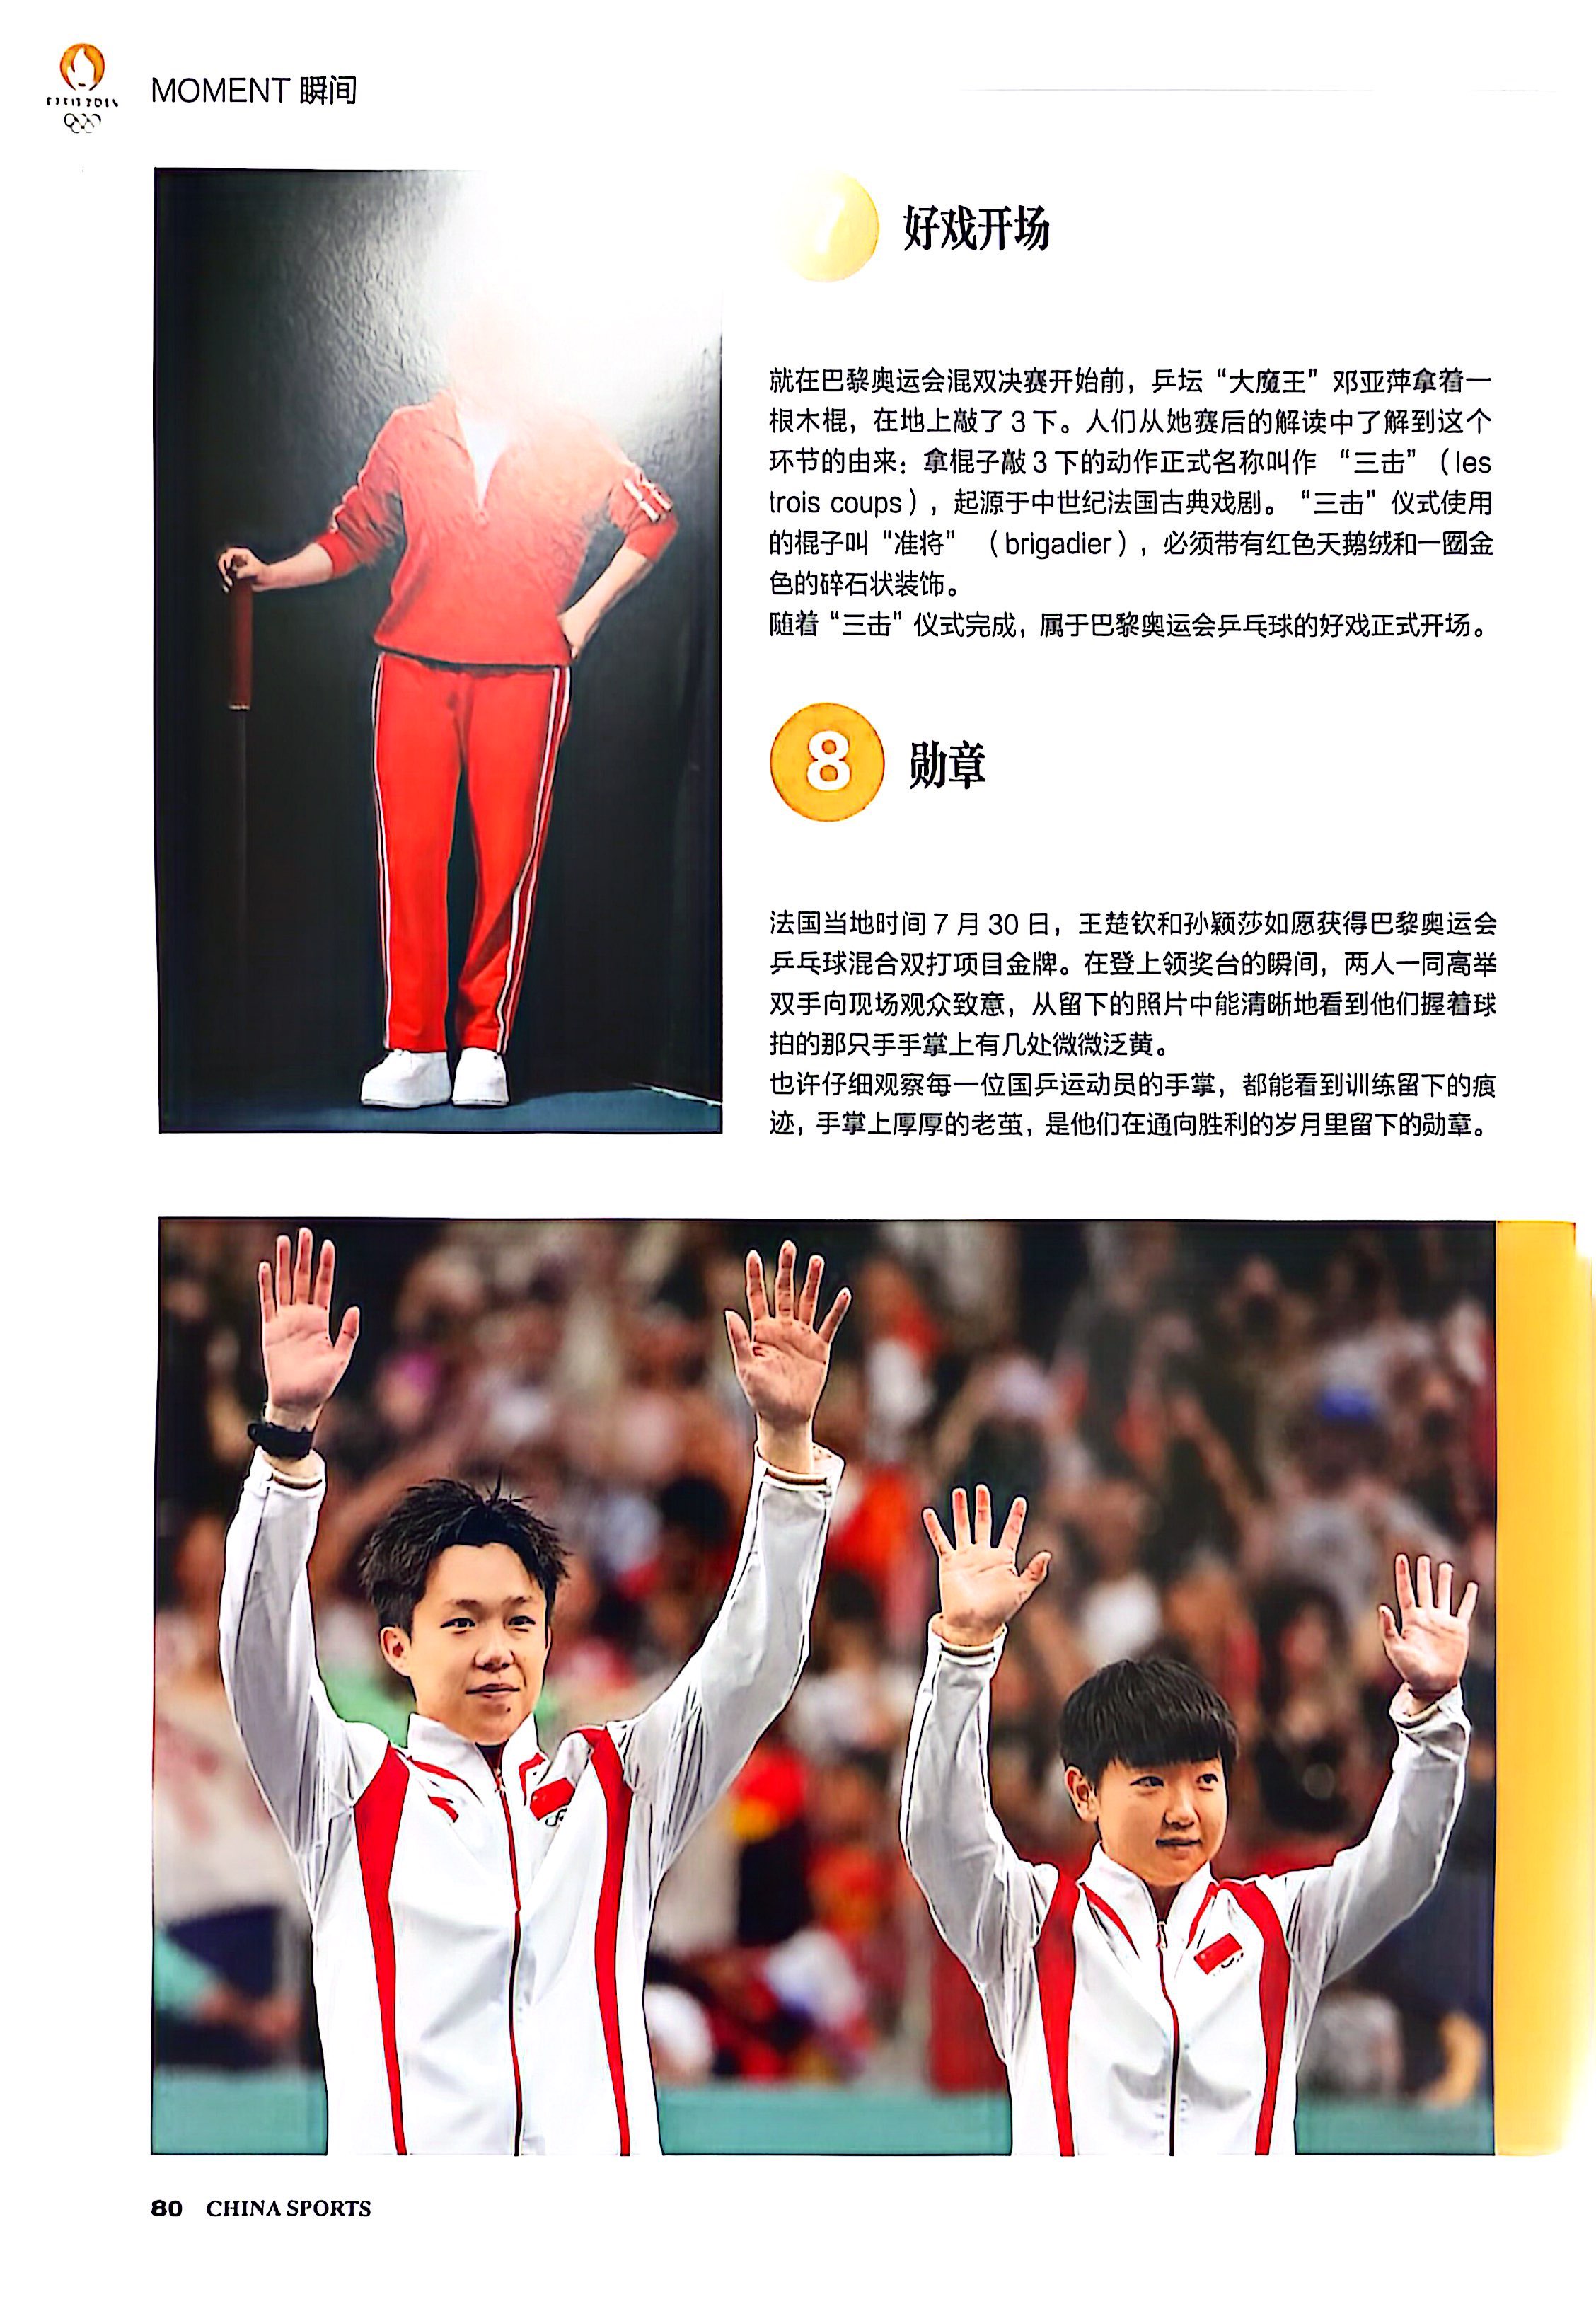 MOMENT 瞬间
7
好戏开场
就在巴黎奥运会混双决赛开始前，乒坛“大魔王”邓亚萍拿着一
根木棍，在地上敲了3下。人们从她赛后的解读中了解到这个
环节的由来：拿棍子敲3下的动作正式名称叫作 “三击”（les
trois coups），起源于中世纪法国古典戏剧。“三击”仪式使用
的棍子叫“准将” （brigadier），必须带有红色天鹅绒和一圈金
色的碎石状装饰。
随着“三击”仪式完成，属于巴黎奥运会乒乓球的好戏正式开场。
8
勋章
法国当地时间7月30日，王楚钦和孙颖莎如愿获得巴黎奥运会
乒乓球混合双打项目金牌。在登上领奖台的瞬间，两人一同高举
双手向现场观众致意，从留下的照片中能清晰地看到他们握着球
拍的那只手手掌上有几处微微泛黄。
也许仔细观察每一位国乒运动员的手掌，都能看到训练留下的痕
迹，手掌上厚厚的老茧，是他们在通向胜利的岁月里留下的勋章。
80 CHINA SPORTS